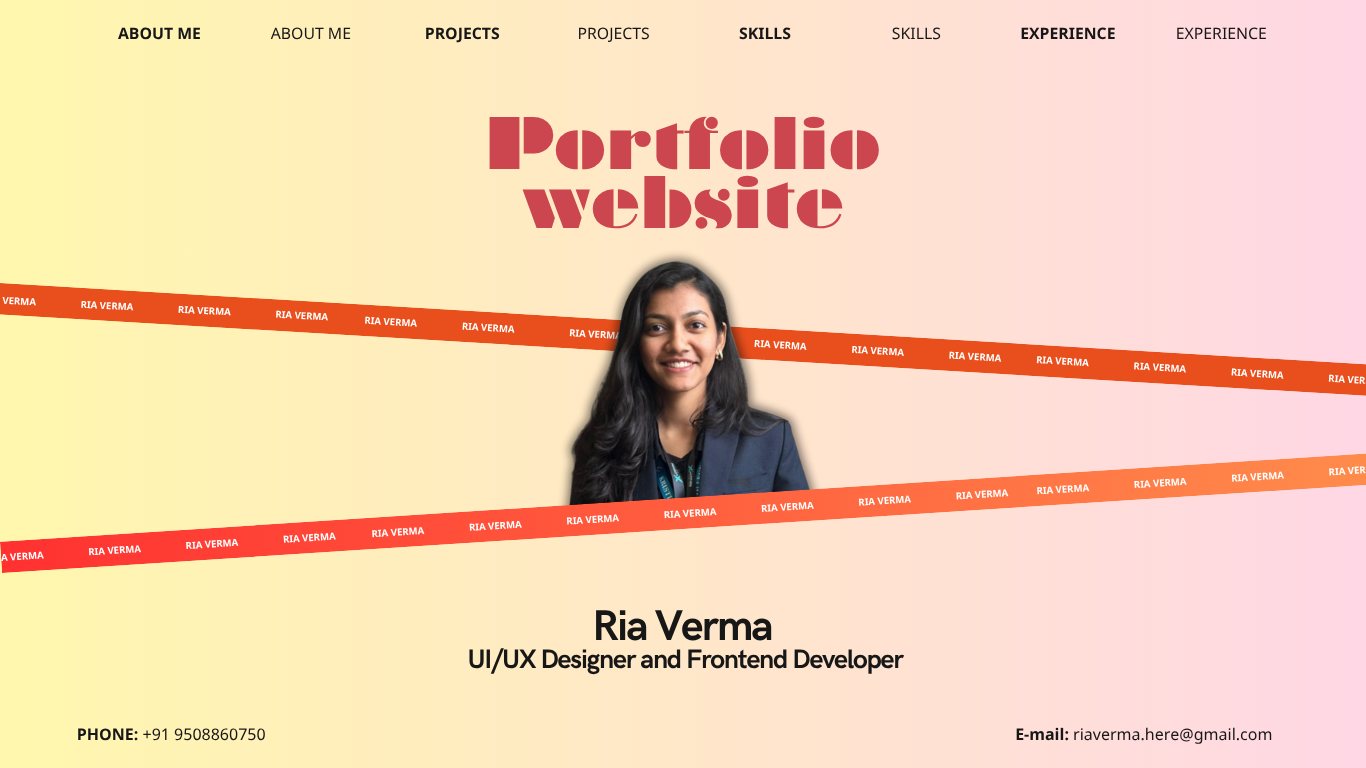 ABOUT ME ABOUT ME PROJECTS PROJECTS SKILLS SKILLS EXPERIENCE EXPERIENCE
Portfolio
website
VERMA RIA VERMA RIA VERMA RIA VERMA RIA VERMA RIA VERMA RIA VERMA RIA VERMA RIA VERMA RIA VERMA RIA VERMA RIA VERMA RIA VERMA RIA VER
A VERMA RIA VERMA RIA VERMA RIA VERMA RIA VERMA RIA VERMA RIA VERMA RIA VERMA RIA VERMA RIA VERMA RIA VERMA RIA VERMA RIA VERMA RIA VERMA RIA VER
Ria Verma
UI/UX Designer and Frontend Developer
PHONE: +91 9508860750
E-mail: riaverma.here@gmail.com